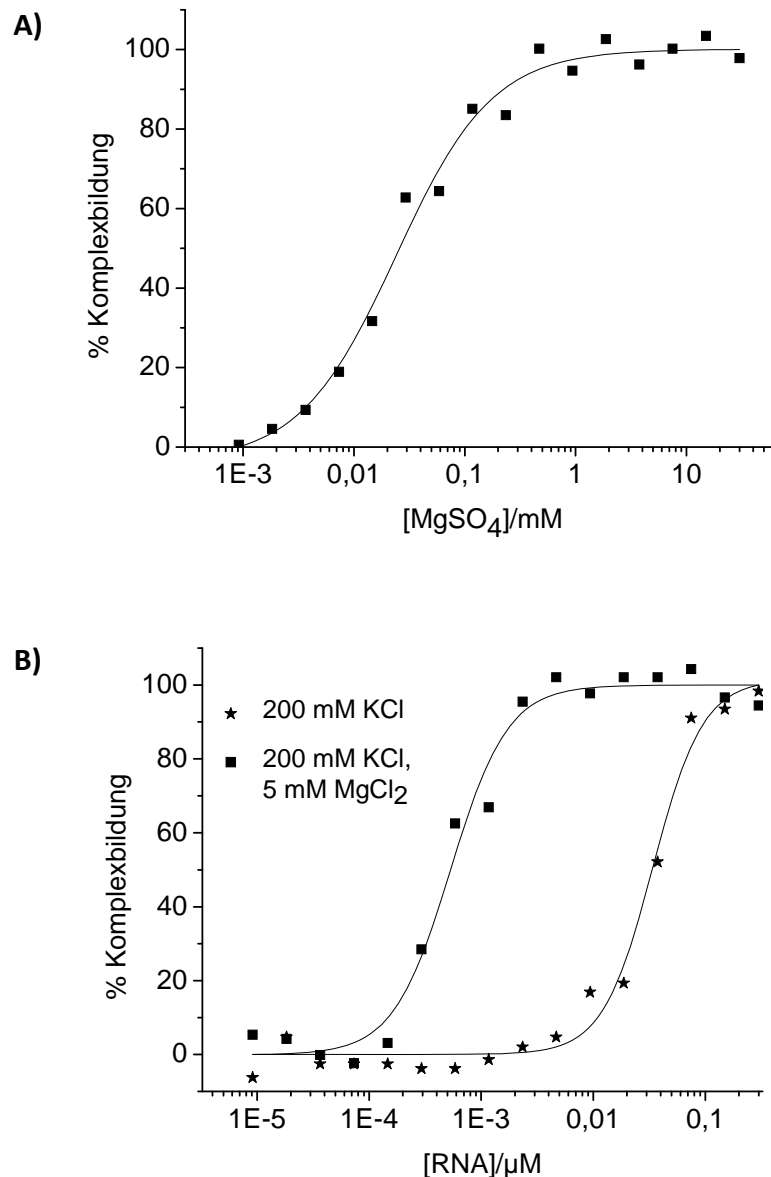 A)
100
80
60
40
20
0
% Komplexbildung
1E-3 0,01 0,1 1 10
[MgSO4]/mM
B)
100
80
60
40
20
0
% Komplexbildung
200 mM KCl
200 mM KCl,
5 mM MgCl2
1E-5 1E-4 1E-3 0,01 0,1
[RNA]/µM